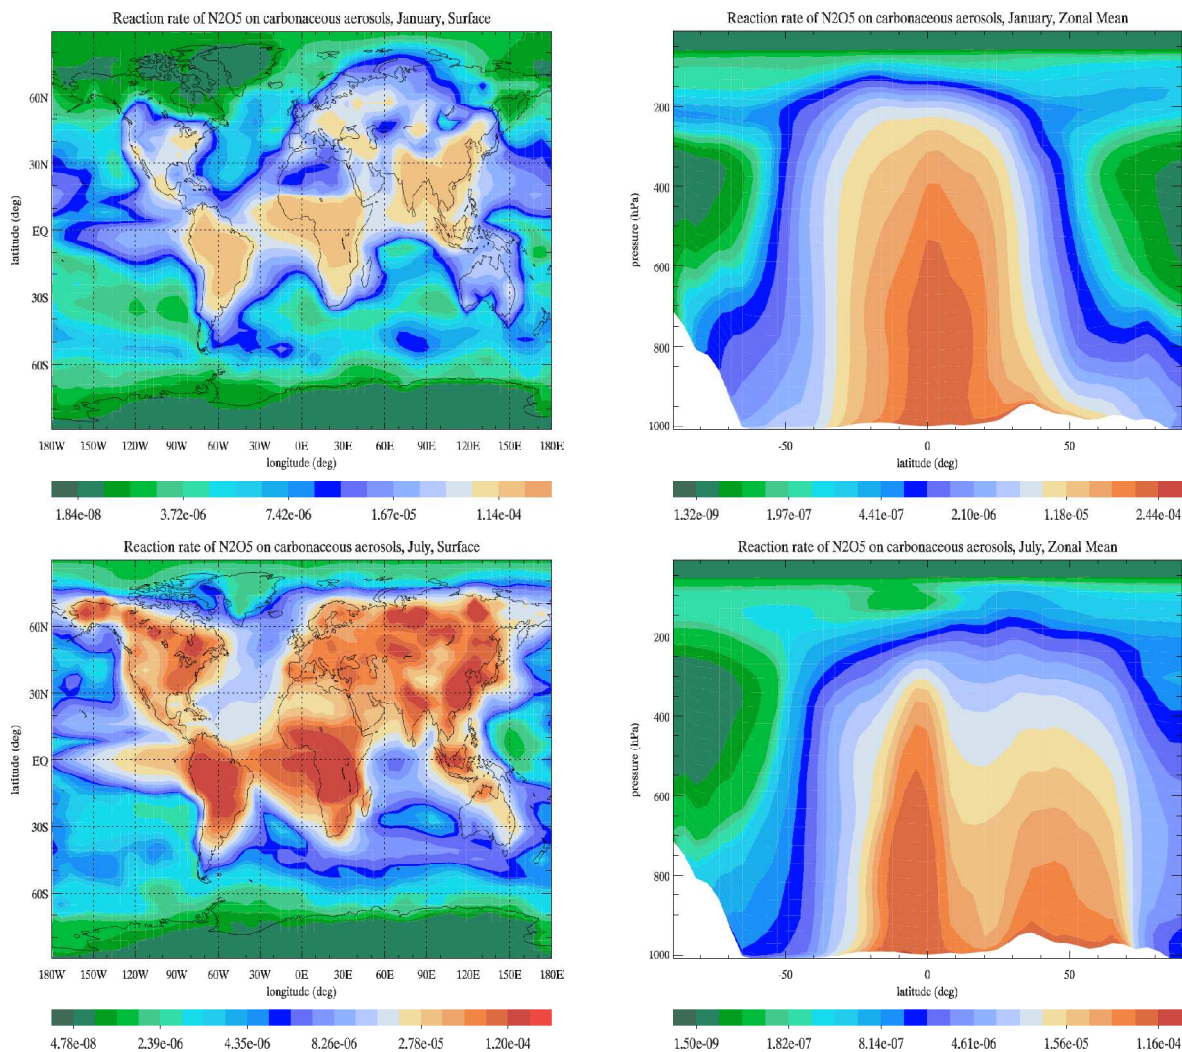 Reaction rate of N2O5 on carbonaceous aerosols, January, Surface
latitude (deg)
60N
30N
EQ
30S
60S
180W 150W 120W 90W 60W 30W 0E 30E 60E 90E 120E 150E 180E
longitude (deg)
1.84e-08 3.72e-06 7.42e-06 1.67e-05 1.14e-04
Reaction rate of N2O5 on carbonaceous aerosols, January, Zonal Mean
pressure (hPa)
200
400
600
800
1000
-50 0 50
latitude (deg)
1.32e-09 1.97e-07 4.41e-07 2.10e-06 1.18e-05 2.44e-04
Reaction rate of N2O5 on carbonaceous aerosols, July, Surface
latitude (deg)
60N
30N
EQ
30S
60S
180W 150W 120W 90W 60W 30W 0E 30E 60E 90E 120E 150E 180E
longitude (deg)
4.78e-08 2.39e-06 4.35e-06 8.26e-06 2.78e-05 1.20e-04
Reaction rate of N2O5 on carbonaceous aerosols, July, Zonal Mean
pressure (hPa)
200
400
600
800
1000
-50 0 50
latitude (deg)
1.50e-09 1.82e-07 8.14e-07 4.61e-06 1.56e-05 1.16e-04